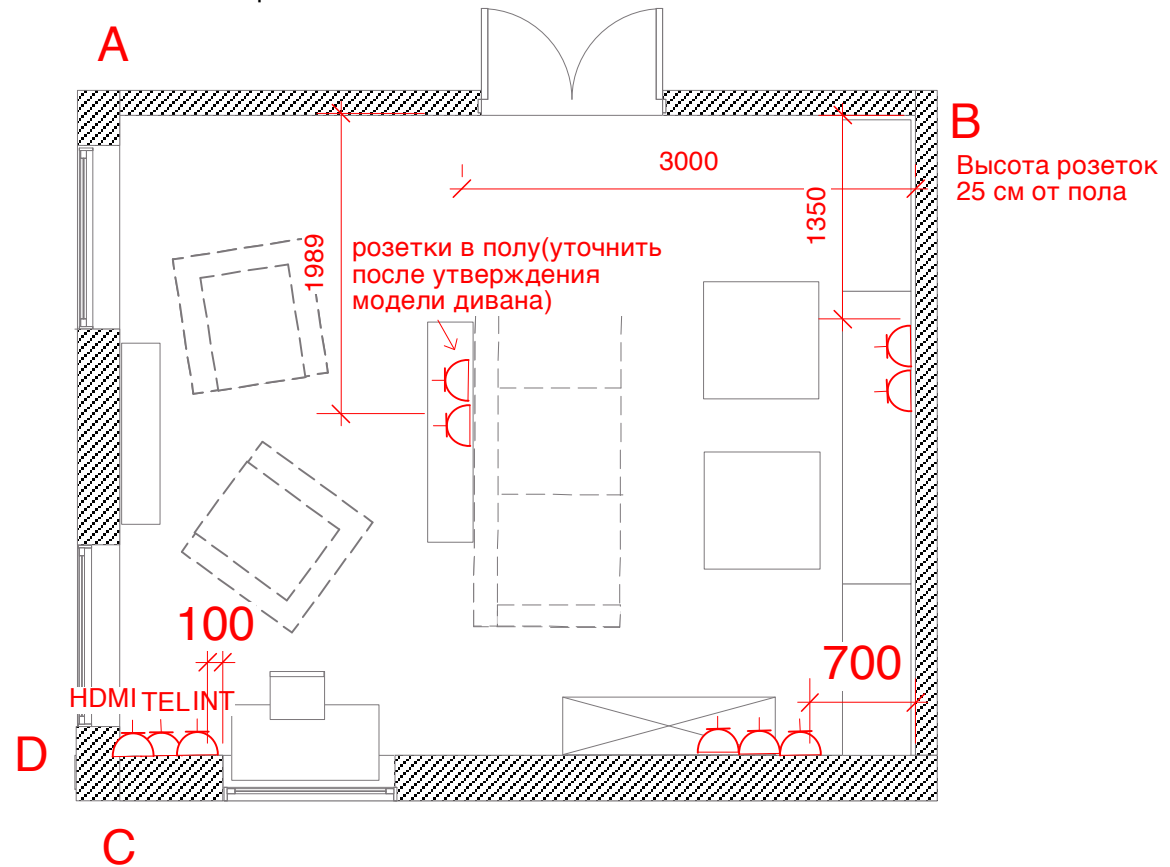 A
B
3000
Высота розеток
25 см от пола
1350
1989
розетки в полу(уточнить
после утверждения
модели дивана)
100
700
HDMI TEL INT
D
C